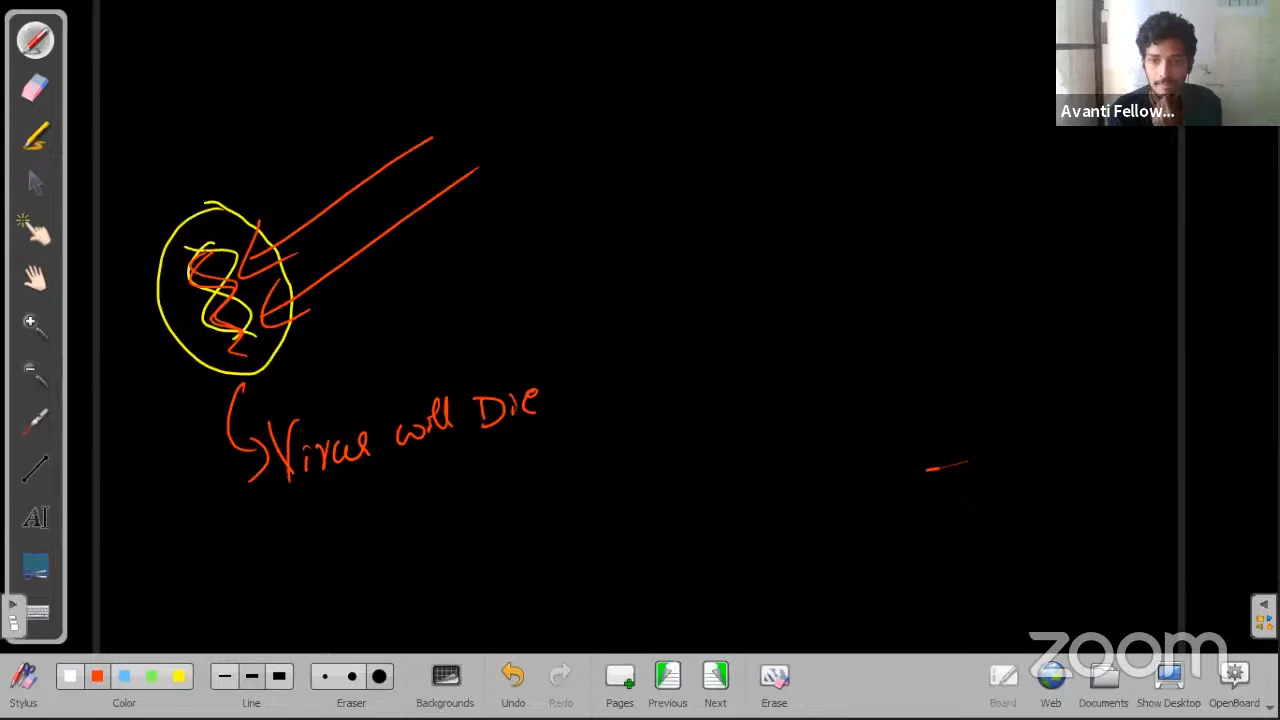 Avanti Fellow...
Virus will Die
zoom
Stylus
Color
Line
Eraser
Backgrounds
Undo
Redo
Pages
Previous
Next
Erase
Board
Web
Documents
Show Desktop
OpenBoard